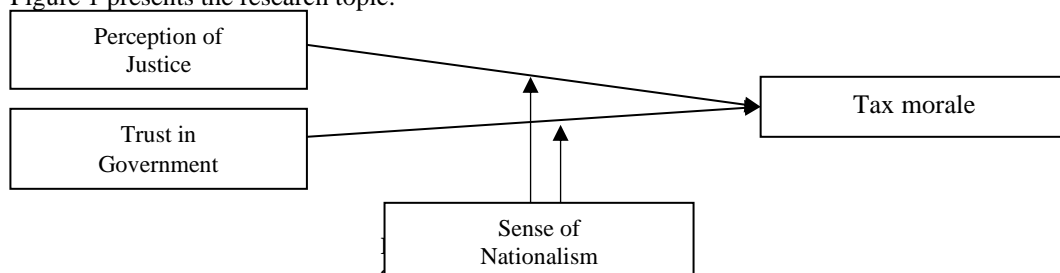 Figure 1 presents the research topic.
Perception of
Justice
Trust in
Government
Tax morale
Sense of
Nationalism